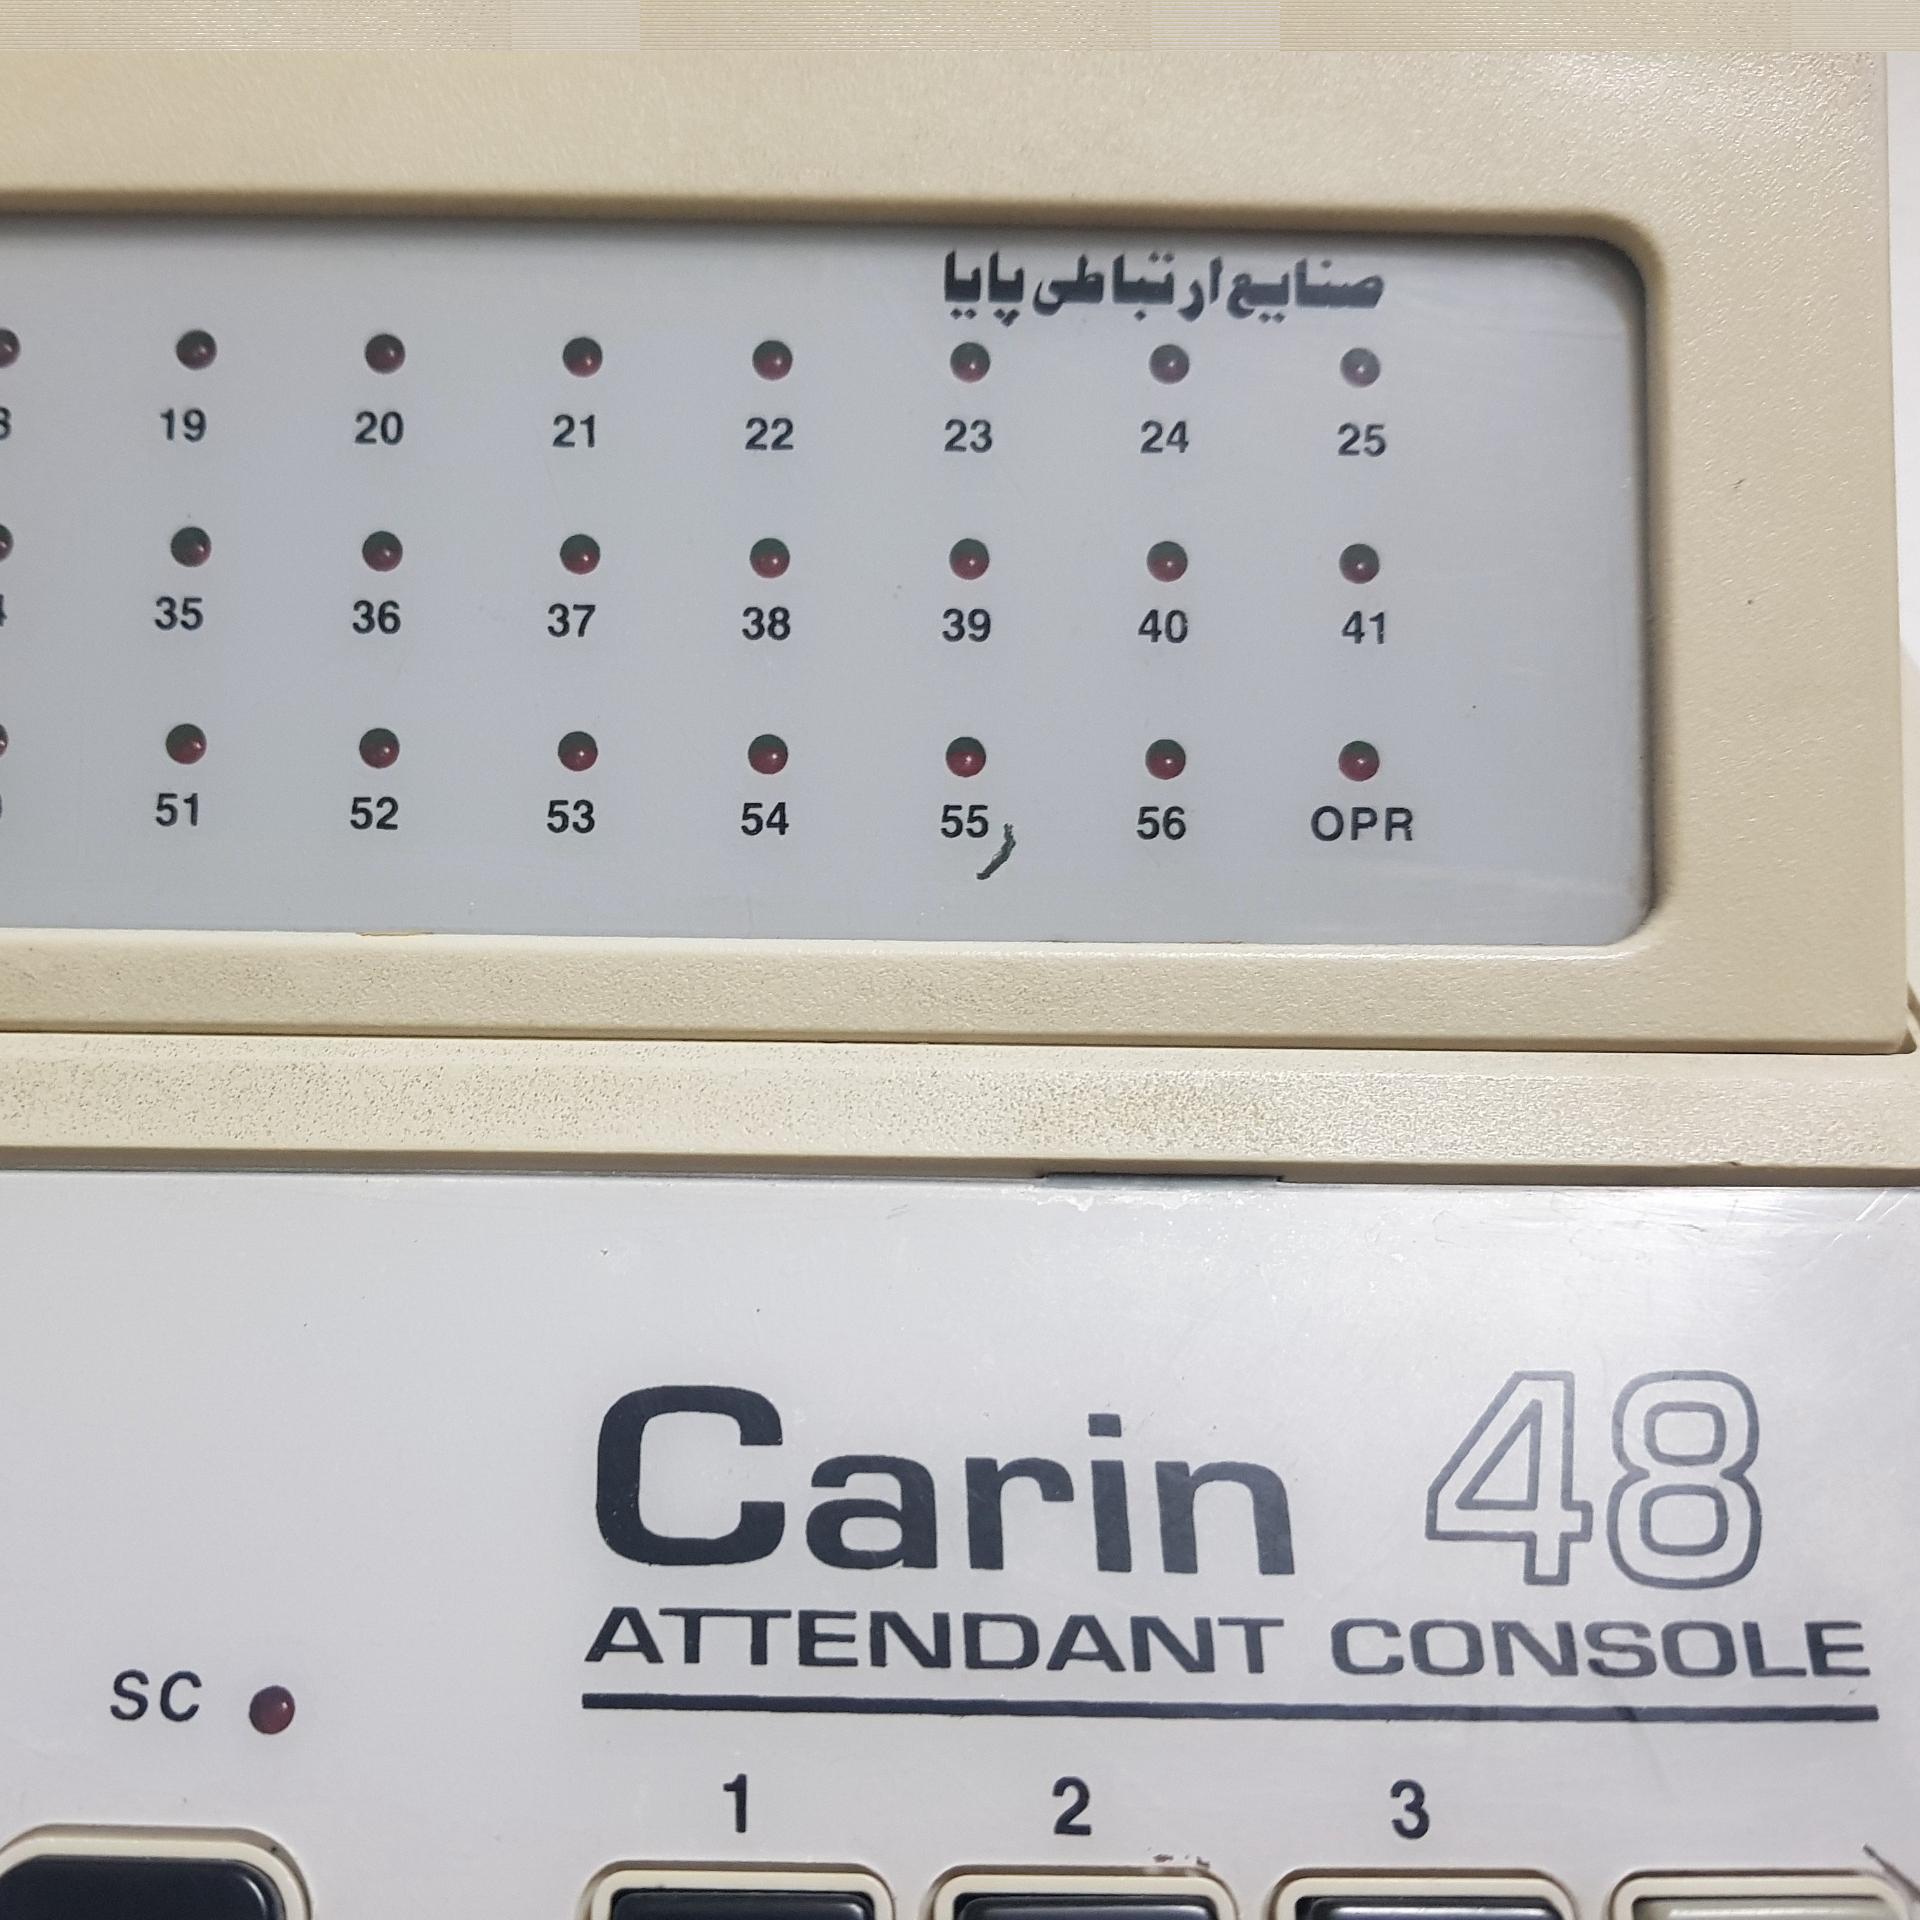 صنایع ارتباطی پایا
19 20 21 22 23 24 25
35 36 37 38 39 40 41
51 52 53 54 55 56 OPR
Carin 48
ATTENDANT CONSOLE
SC
1 2 3